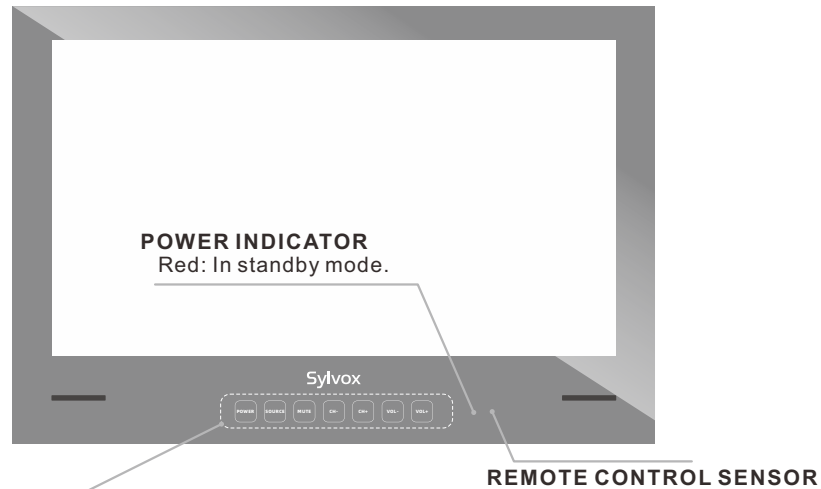 POWER INDICATOR
Red: In standby mode.
Sylvox
POWER SOURCE MUTE CH- CH+ VOL- VOL+
REMOTE CONTROL SENSOR